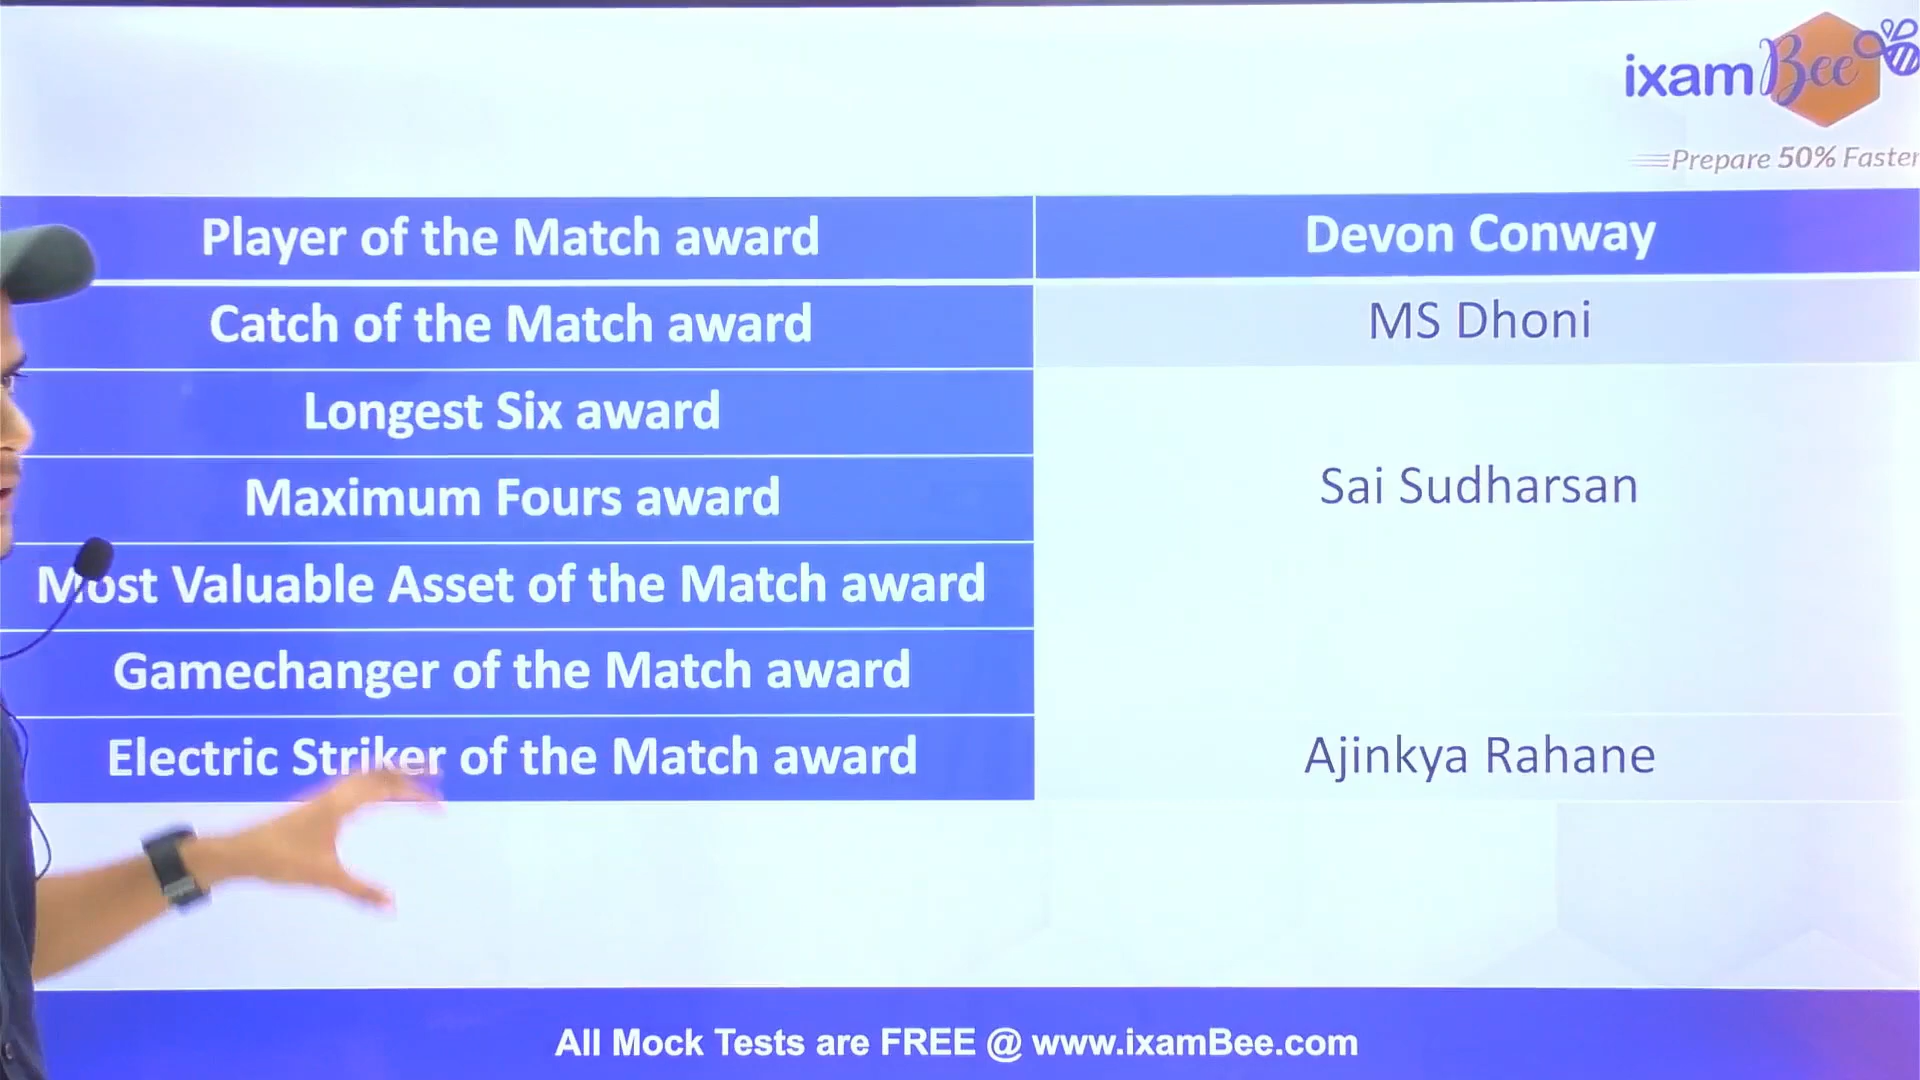 ixamBee
Prepare 50% Faster
Player of the Match award
Devon Conway
Catch of the Match award
MS Dhoni
Longest Six award
Maximum Fours award
Sai Sudharsan
Most Valuable Asset of the Match award
Gamechanger of the Match award
Electric Striker of the Match award
Ajinkya Rahane
All Mock Tests are FREE @ www.ixamBee.com